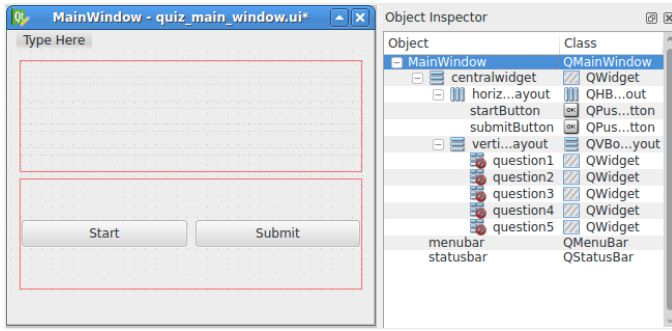 MainWindow - quiz_main_window.ui*
Type Here
Start Submit
Object Inspector
Object Class
MainWindow QMainWindow
centralwidget QWidget
horiz...ayout QHB...out
startButton QPus...tton
submitButton QPus...tton
verti...ayout QVBo...yout
question1 QWidget
question2 QWidget
question3 QWidget
question4 QWidget
question5 QWidget
menubar QMenuBar
statusbar QStatusBar